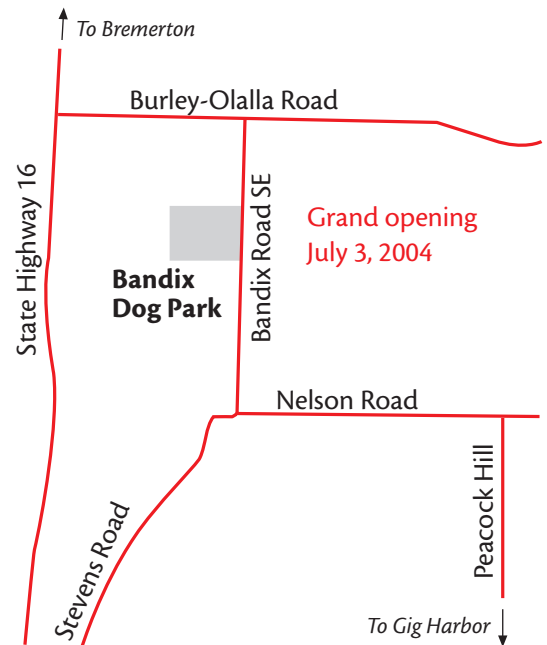 To Bremerton
Burley-Olalla Road
State Highway 16
Bandix Road SE
Grand opening
July 3, 2004
Bandix
Dog Park
Nelson Road
Peacock Hill
Stevens Road
To Gig Harbor